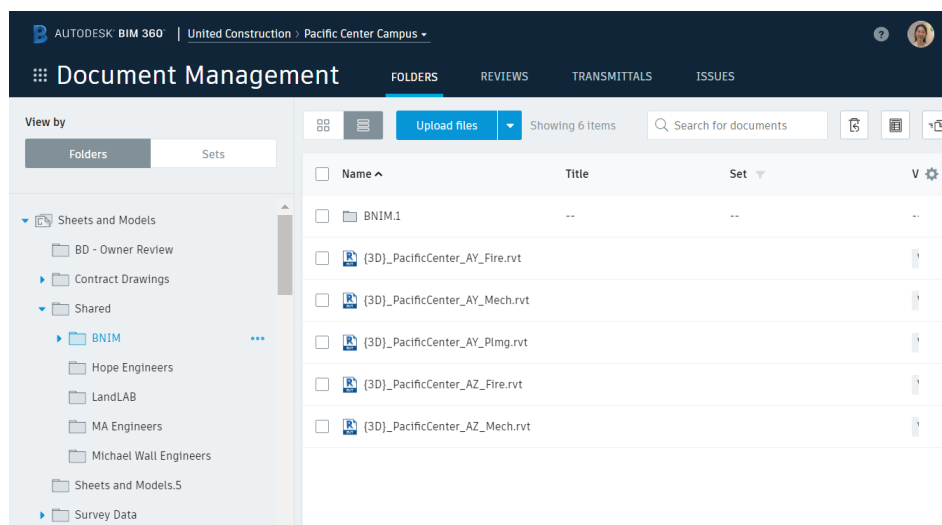 AUTODESK® BIM 360° | United Construction > Pacific Center Campus
Document Management
FOLDERS REVIEWS TRANSMITTALS ISSUES
View by
Folders Sets
Sheets and Models
BD - Owner Review
Contract Drawings
Shared
BNIM
Hope Engineers
LandLAB
MA Engineers
Michael Wall Engineers
Sheets and Models.5
Survey Data
Upload files
Showing 6 items
Search for documents
Name Title Set V
BNIM.1 -- -- --
{3D}_PacificCenter_AY_Fire.rvt
{3D}_PacificCenter_AY_Mech.rvt
{3D}_PacificCenter_AY_Plmg.rvt
{3D}_PacificCenter_AZ_Fire.rvt
{3D}_PacificCenter_AZ_Mech.rvt